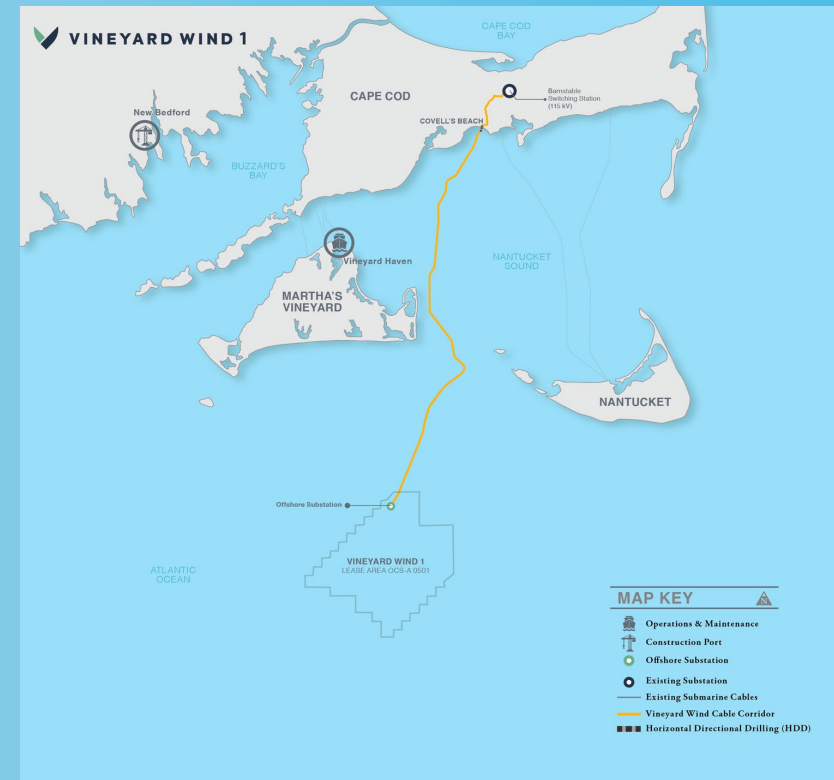 VINEYARD WIND 1
CAPE COD
BAY
CAPE COD
Barnstable
Switching Station
(115 kV)
New Bedford
COVELL'S BEACH
BUZZARD'S
BAY
Vineyard Haven
NANTUCKET
SOUND
MARTHA'S
VINEYARD
NANTUCKET
Offshore Substation
VINEYARD WIND 1
LEASE AREA OCS-A 0501
ATLANTIC
OCEAN
MAP KEY
N
Operations & Maintenance
Construction Port
Offshore Substation
Existing Substation
Existing Submarine Cables
Vineyard Wind Cable Corridor
Horizontal Directional Drilling (HDD)